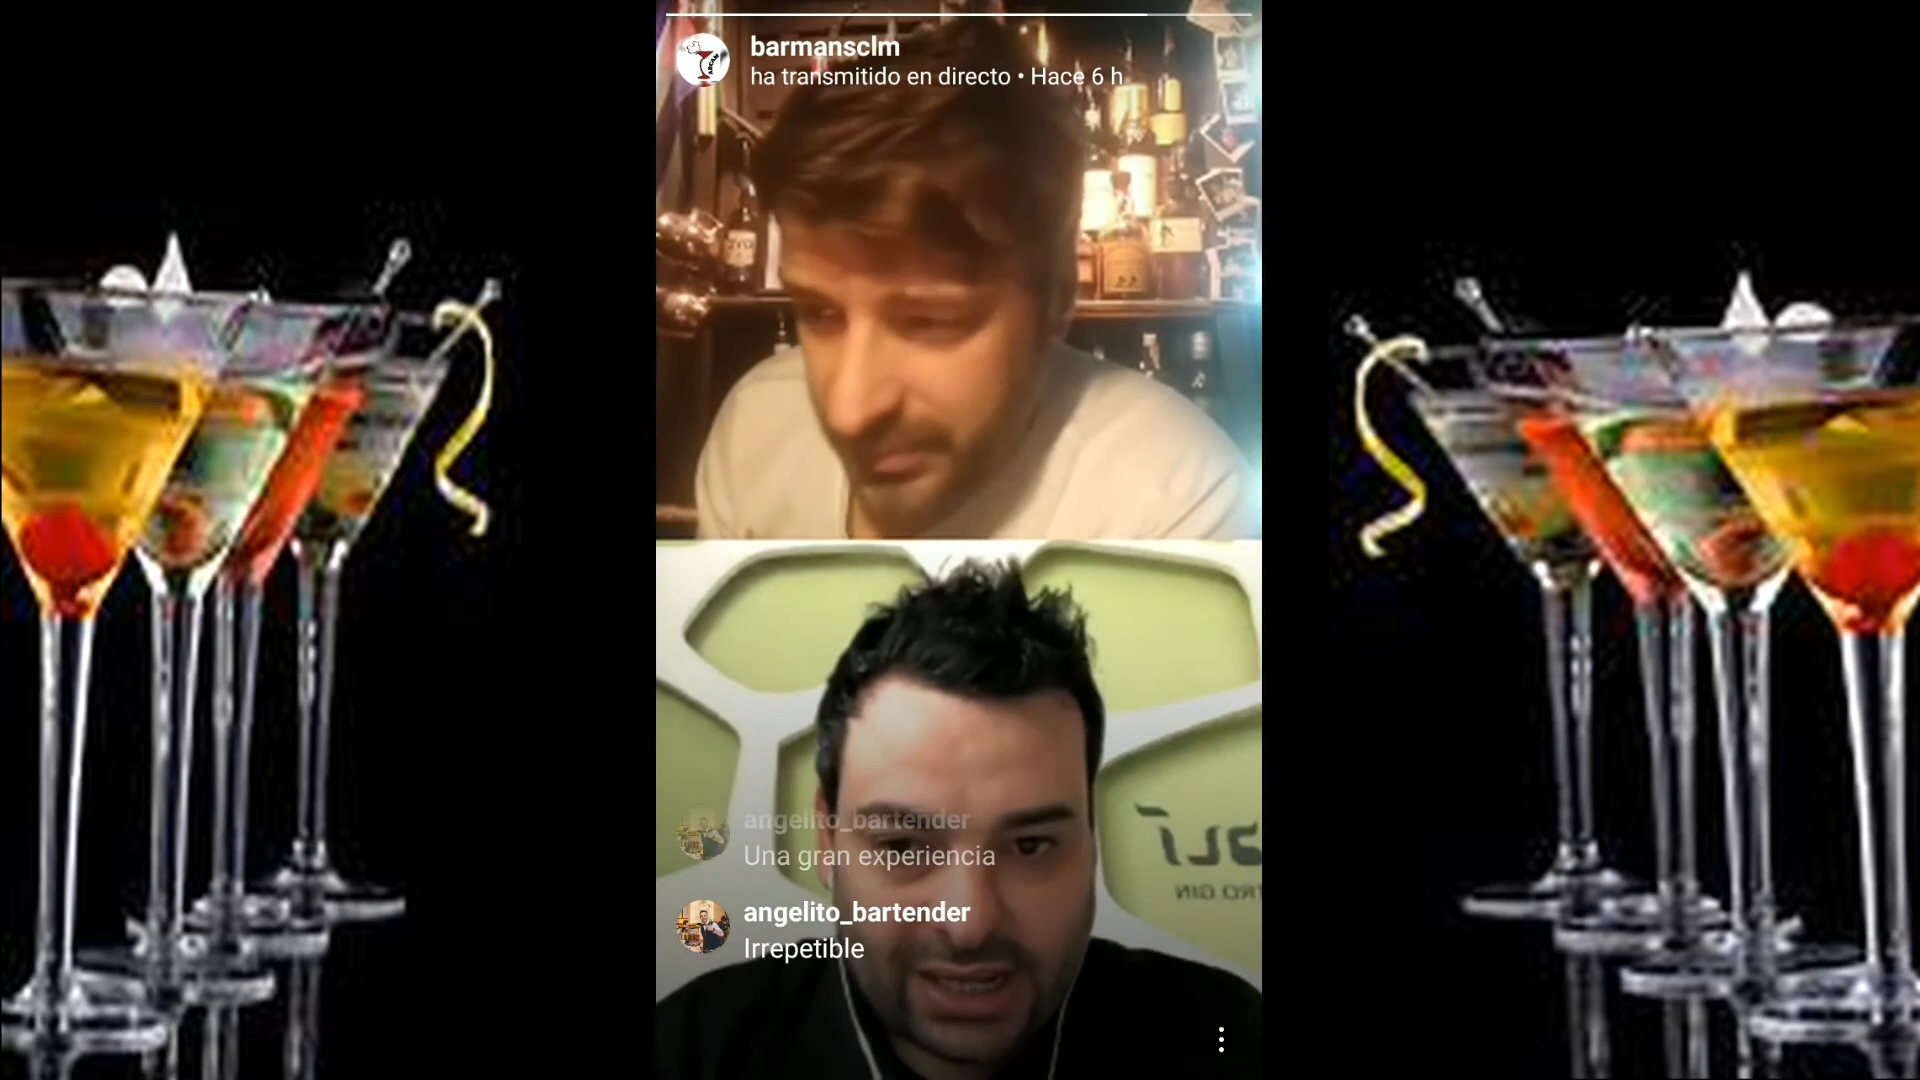 barmansclm
ha transmitido en directo • Hace 6 h
angelito_bartender
Una gran experiencia
angelito_bartender
Irrepetible